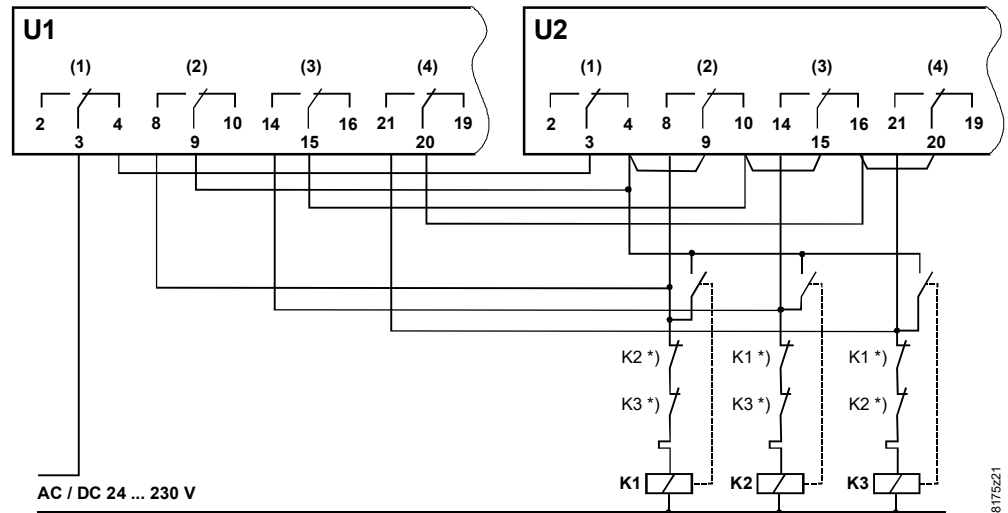 U1 U2
(1) (2) (3) (4) (1) (2) (3) (4)
2 4 8 10 14 16 21 19 2 4 8 10 14 16 21 19
3 9 15 20 3 9 15 20
K2 *) K1 *) K1 *)
K3 *) K3 *) K2 *)
K1 K2 K3
AC / DC 24 ... 230 V
8175z21